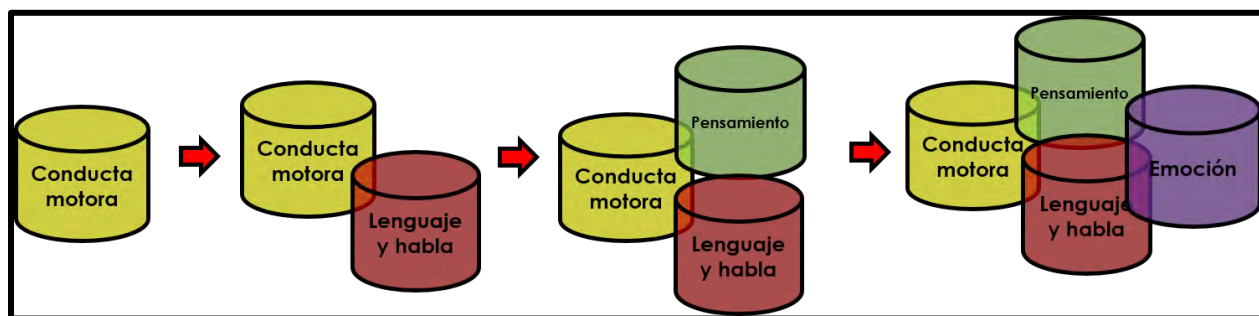 Conducta
motora
Conducta
motora
Lenguaje
y habla
Pensamiento
Conducta
motora
Lenguaje
y habla
Pensamiento
Conducta
motora
Emoción
Lenguaje
y habla